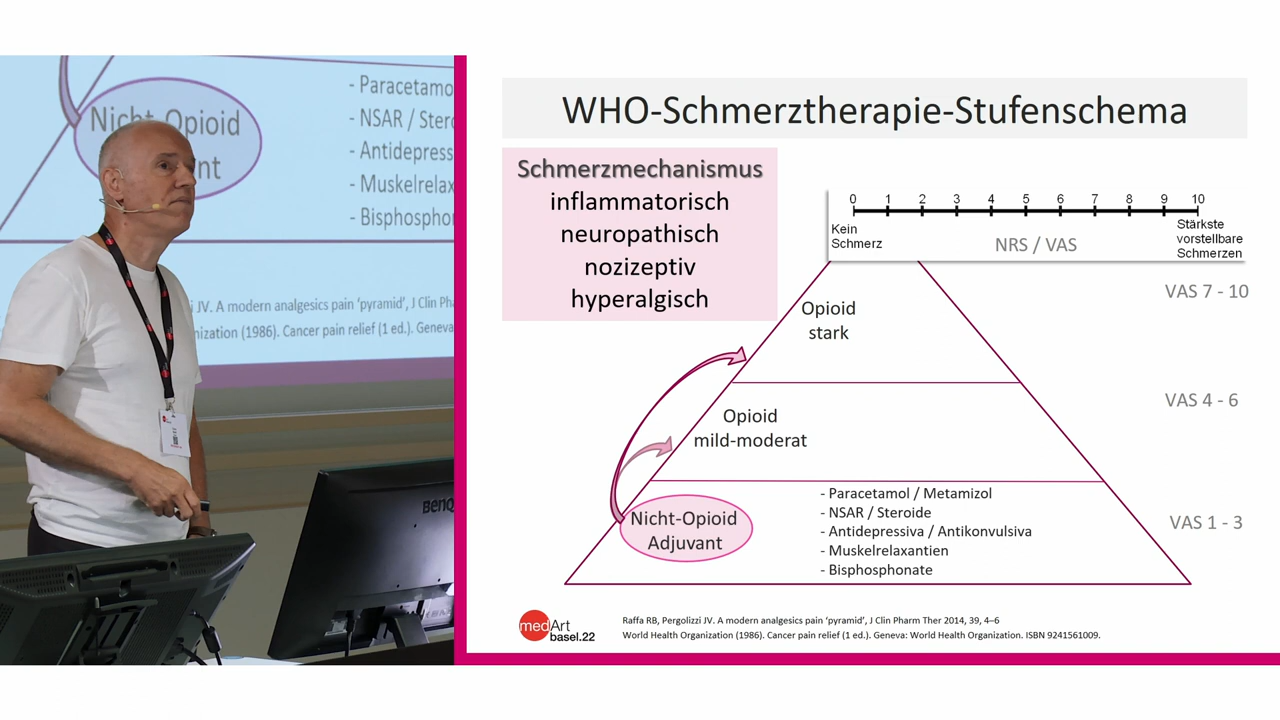 Nicht-Opioid
nt
- Paracetamo
- NSAR / Ster
- Antidepress
- Muskelrelax
- Bisphosphon
i JV. A modern analgesics pain ‘pyramid’, J Clin Pha
nization (1986). Cancer pain relief (1 ed.). Geneva:
BenQ
WHO-Schmerztherapie-Stufenschema
Schmerzmechanismus
inflammatorisch
neuropathisch
nozizeptiv
hyperalgisch
0 1 2 3 4 5 6 7 8 9 10
Kein
Schmerz
NRS / VAS
Stärkste
vorstellbare
Schmerzen
VAS 7 - 10
Opioid
stark
VAS 4 - 6
Opioid
mild-moderat
Nicht-Opioid
Adjuvant
- Paracetamol / Metamizol
- NSAR / Steroide
- Antidepressiva / Antikonvulsiva
- Muskelrelaxantien
- Bisphosphonate
VAS 1 - 3
medArt
basel.22
Raffa RB, Pergolizzi JV. A modern analgesics pain ‘pyramid’, J Clin Pharm Ther 2014, 39, 4–6
World Health Organization (1986). Cancer pain relief (1 ed.). Geneva: World Health Organization. ISBN 9241561009.